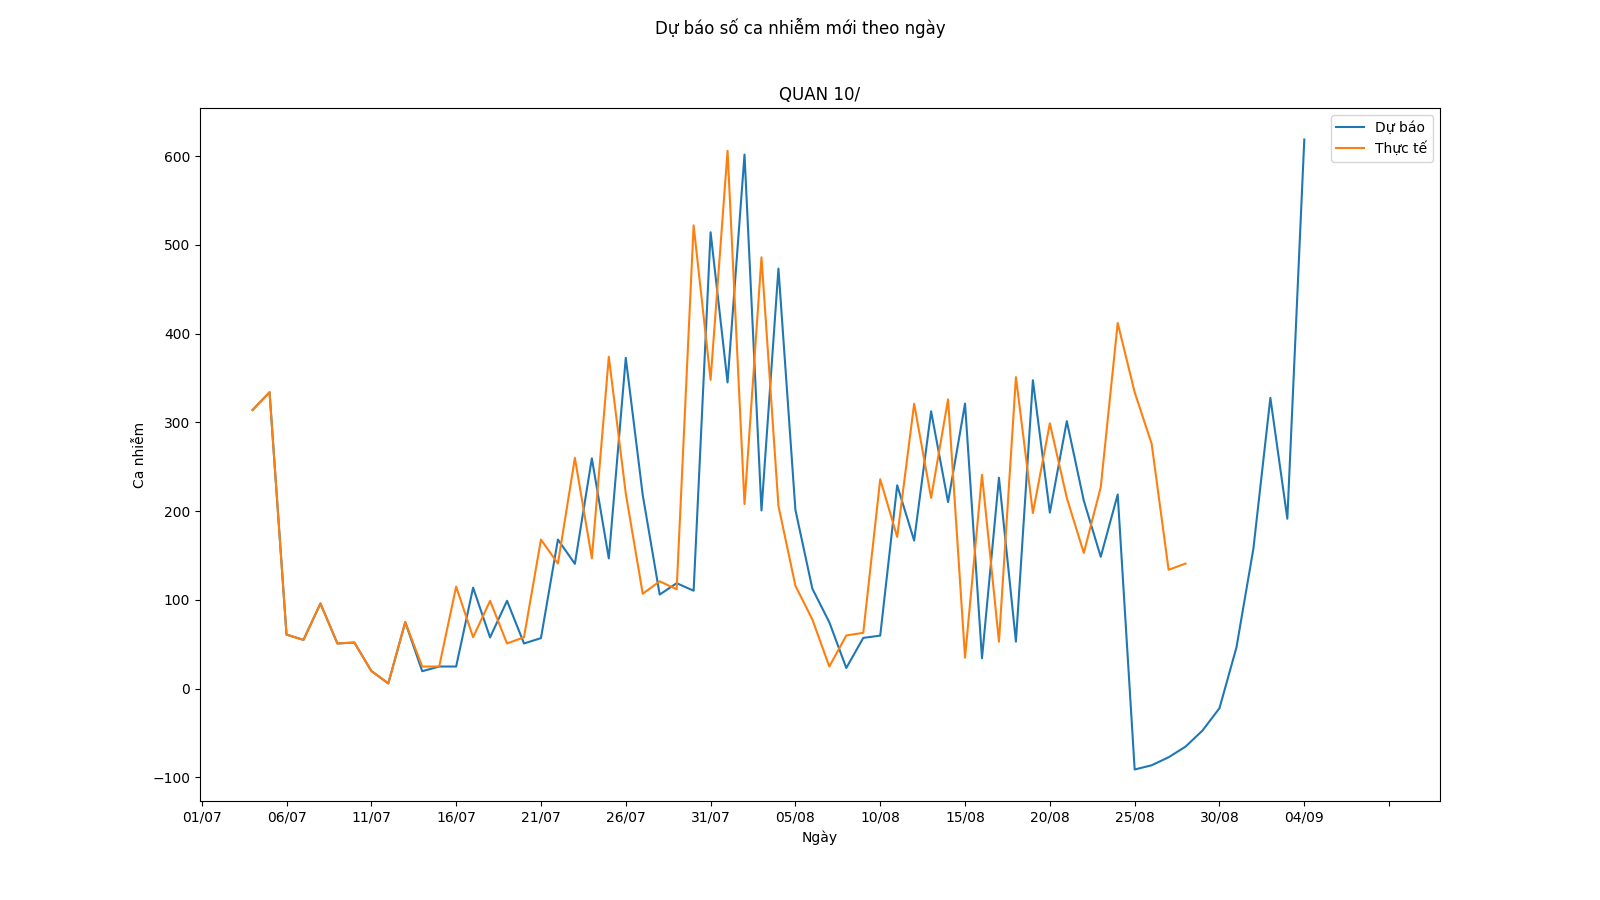 Dự báo số ca nhiễm mới theo ngày
QUAN 10/
Dự báo
Thực tế
600
500
400
300
200
100
0
−100
Ca nhiễm
01/07 06/07 11/07 16/07 21/07 26/07 31/07 05/08 10/08 15/08 20/08 25/08 30/08 04/09
Ngày